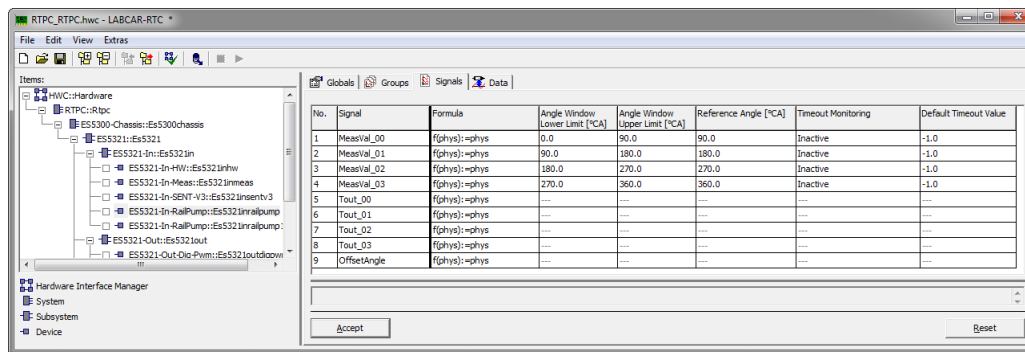 RTPC_RTPC.hwc - LABCAR-RTC *
File Edit View Extras
Items:
HWC::Hardware
RTPC::Rtpc
ES5300-Chassis::Es5300chassis
ES5321::Es5321
ES5321-In::Es5321in
ES5321-In-HW::Es5321inhw
ES5321-In-Meas::Es5321inmeas
ES5321-In-SENT-V3::Es5321insentv3
ES5321-In-RailPump::Es5321inrailpump
ES5321-In-RailPump::Es5321inrailpump
ES5321-Out::Es5321out
ES5321-Out-Dig-Pwm::Es5321outdigpwm
Hardware Interface Manager
System
Subsystem
Device
Globals Groups Signals Data
No. Signal Formula Angle Window Lower Limit [°CA] Angle Window Upper Limit [°CA] Reference Angle [°CA] Timeout Monitoring Default Timeout Value
1 MeasVal_00 f(phys):=phys 0.0 90.0 90.0 Inactive -1.0
2 MeasVal_01 f(phys):=phys 90.0 180.0 180.0 Inactive -1.0
3 MeasVal_02 f(phys):=phys 180.0 270.0 270.0 Inactive -1.0
4 MeasVal_03 f(phys):=phys 270.0 360.0 360.0 Inactive -1.0
5 Tout_00 f(phys):=phys --- --- --- --- ---
6 Tout_01 f(phys):=phys --- --- --- --- ---
7 Tout_02 f(phys):=phys --- --- --- --- ---
8 Tout_03 f(phys):=phys --- --- --- --- ---
9 OffsetAngle f(phys):=phys --- --- --- --- ---
Accept Reset